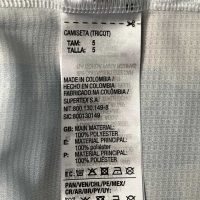 CAMISETA (TRICOT)
TAM: S
TALLA: S
MADE IN COLOMBIA /
HECHO EN COLOMBIA /
FABRICADO NA COLOMBIA /
SUPERTEX S.A.
NIT: 800.130.149-3
SIC: 800130149
GB: MAIN MATERIAL:
100% POLYESTER
E: MATERIAL PRINCIPAL:
100% poliéster
P: MATERIAL PRINCIPAL:
100% POLIÉSTER
PAN/VEN/CHL/PE/MEX/
CR/AR/BR/PY/UY: